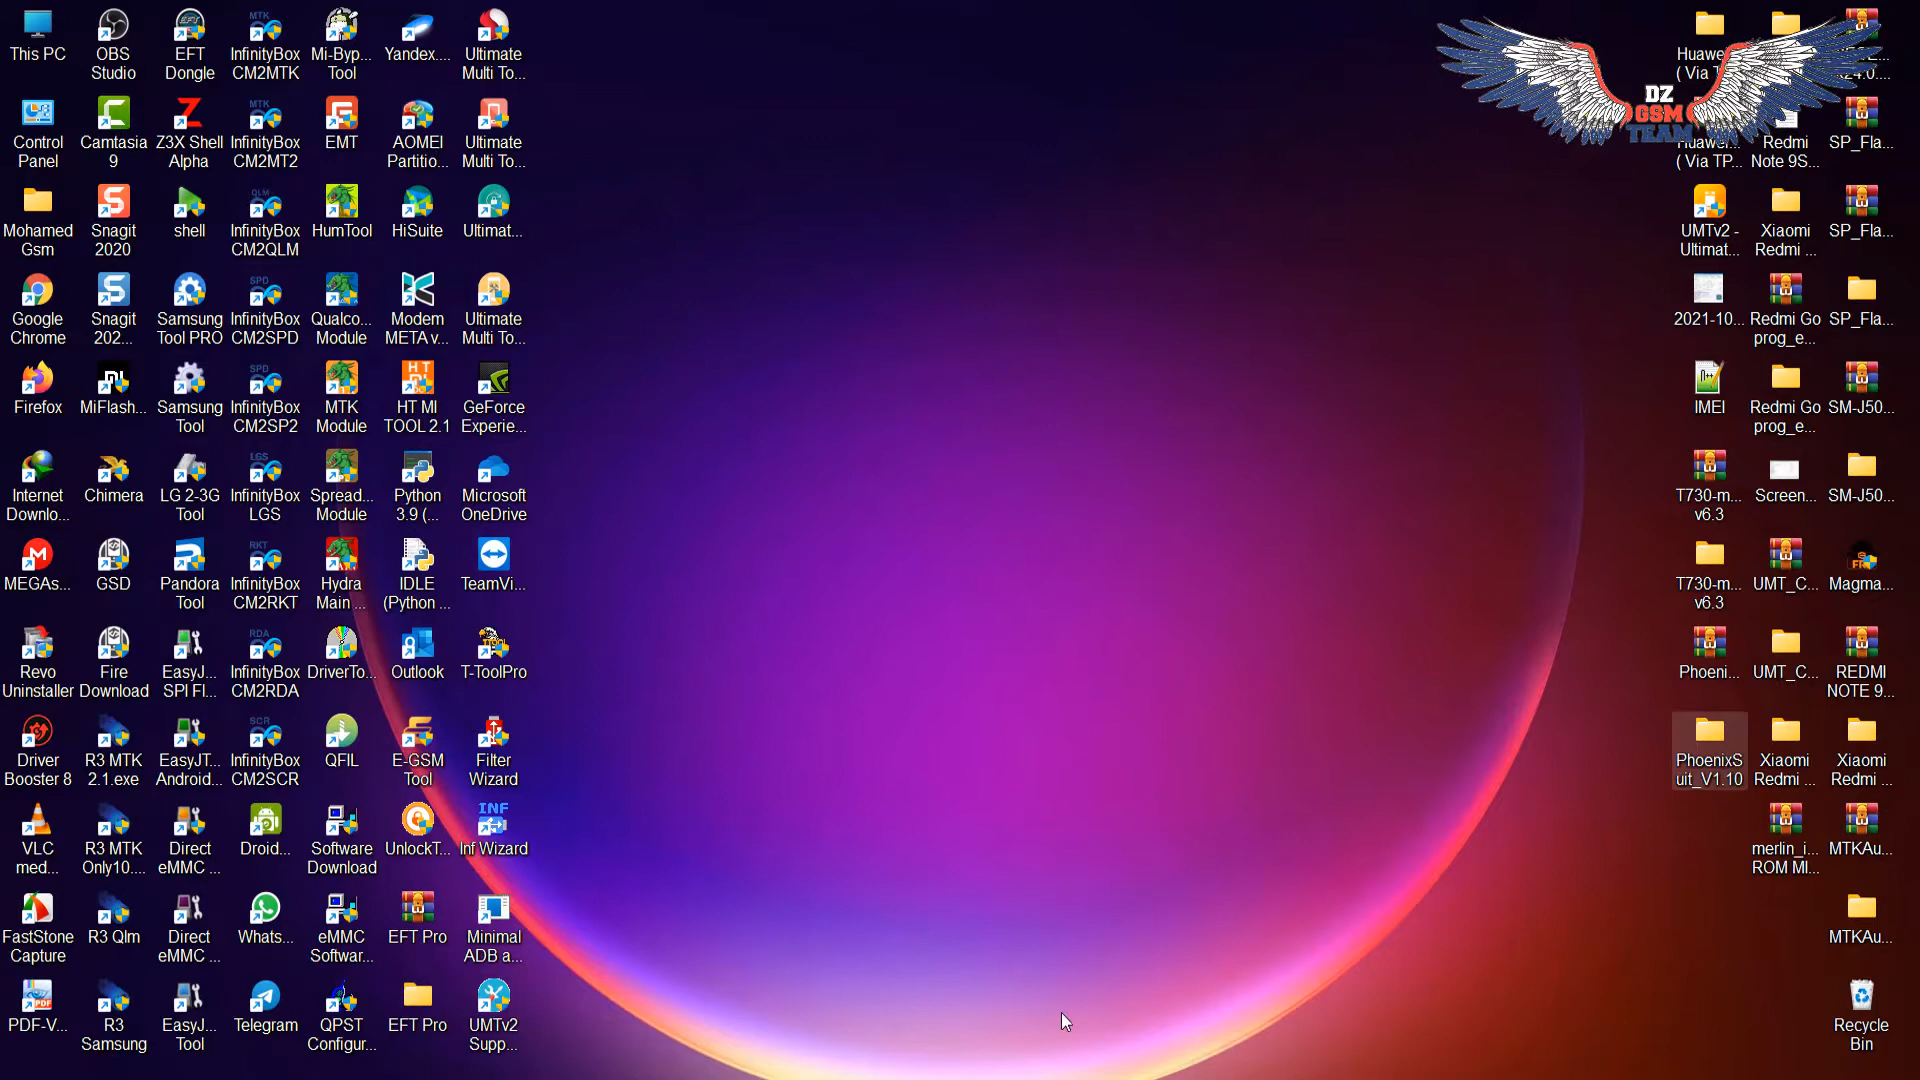 This PC
OBS
Studio
EFT
Dongle
InfinityBox
CM2MTK
Mi-Byp...
Tool
Yandex....
Ultimate
Multi To...
Control
Panel
Camtasia
9
Z3X Shell
Alpha
InfinityBox
CM2MT2
EMT
AOMEI
Partitio...
Ultimate
Multi To...
Mohamed
Gsm
Snagit
2020
shell
InfinityBox
CM2QLM
HumTool
HiSuite
Ultimat...
Google
Chrome
Snagit
202...
Samsung
Tool PRO
InfinityBox
CM2SPD
Qualco...
Module
Modem
META v...
Ultimate
Multi To...
Firefox
MiFlash...
Samsung
Tool
InfinityBox
CM2SP2
MTK
Module
HT MI
TOOL 2.1
GeForce
Experie...
Internet
Downlo...
Chimera
LG 2-3G
Tool
InfinityBox
LGS
Spread...
Module
Python
3.9 (...
Microsoft
OneDrive
MEGAs...
GSD
Pandora
Tool
InfinityBox
CM2RKT
Hydra
Main ...
IDLE
(Python ...
TeamVi...
Revo
Uninstaller
Fire
Download
EasyJ...
SPI Fl...
InfinityBox
CM2RDA
DriverTo...
Outlook
T-ToolPro
Driver
Booster 8
R3 MTK
2.1.exe
EasyJT...
Android...
InfinityBox
CM2SCR
QFIL
E-GSM
Tool
Filter
Wizard
VLC
med...
R3 MTK
Only10....
Direct
eMMC ...
Droid...
Software
Download
UnlockT...
Inf Wizard
FastStone
Capture
R3 Qlm
Direct
eMMC ...
Whats...
eMMC
Softwar...
EFT Pro
Minimal
ADB a...
PDF-V...
R3
Samsung
EasyJ...
Tool
Telegram
QPST
Configur...
EFT Pro
UMTv2
Supp...
DZ
GSM
TEAM
( Via TP...
Redmi
Note 9S...
SP_Fla...
UMTv2 -
Ultimat...
Xiaomi
Redmi ...
SP_Fla...
2021-10...
Redmi Go
prog_e...
SP_Fla...
IMEI
Redmi Go
prog_e...
SM-J50...
T730-m...
v6.3
Screen...
SM-J50...
T730-m...
v6.3
UMT_C...
Magma...
Phoeni...
UMT_C...
REDMI
NOTE 9...
PhoenixS
uit_V1.10
Xiaomi
Redmi ...
Xiaomi
Redmi ...
merlin_i...
ROM MI...
MTKAu...
MTKAu...
Recycle
Bin